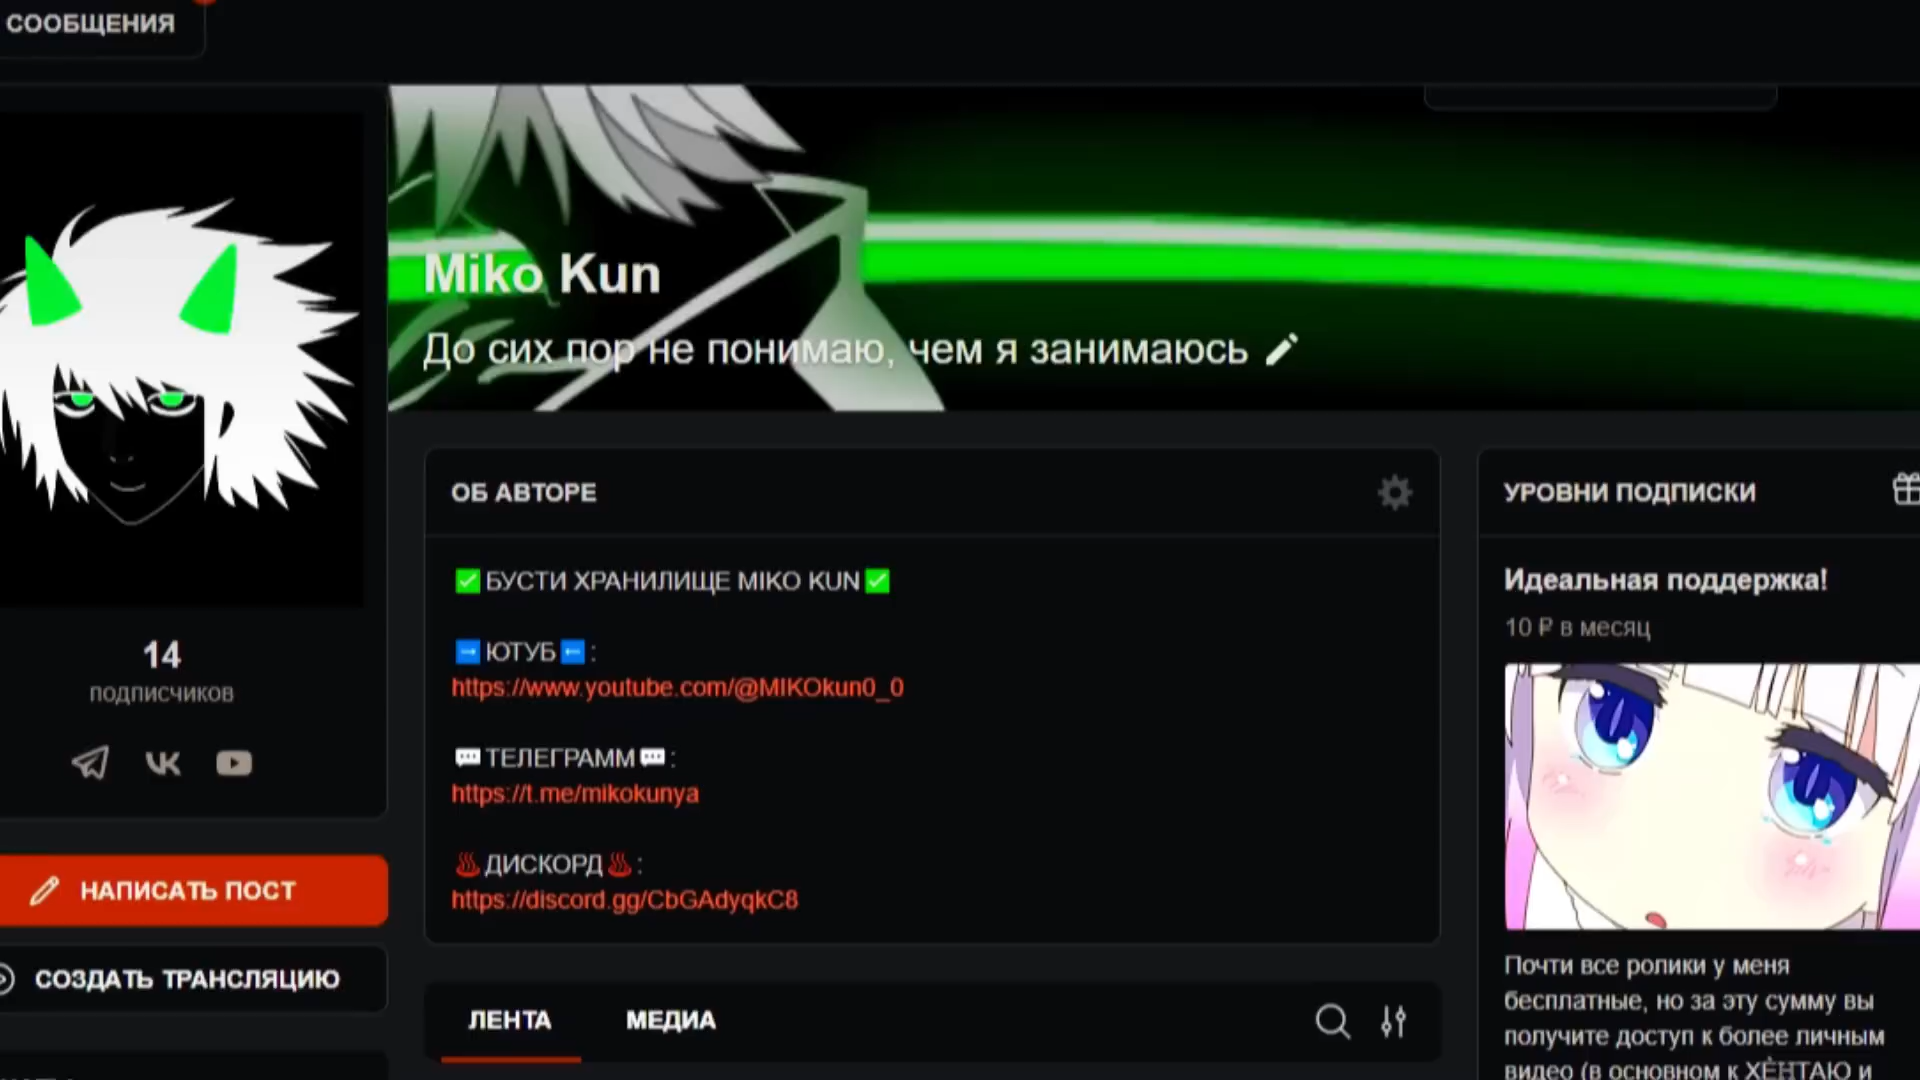 СООБЩЕНИЯ
Miko Kun
До сих пор не понимаю, чем я занимаюсь
14
подписчиков
НАПИСАТЬ ПОСТ
СОЗДАТЬ ТРАНСЛЯЦИЮ
ОБ АВТОРЕ
✅БУСТИ ХРАНИЛИЩЕ MIKO KUN✅
➡️ЮТУБ⬅️:
https://www.youtube.com/@MIKOkun0_0
💬ТЕЛЕГРАММ💬:
https://t.me/mikokunya
♨️ДИСКОРД♨️:
https://discord.gg/CbGAdyqkC8
ЛЕНТА МЕДИА
УРОВНИ ПОДПИСКИ
Идеальная поддержка!
10 ₽ в месяц
Почти все ролики у меня
бесплатные, но за эту сумму вы
получите доступ к более личным
видео (в основном к ХЕНТАЮ и